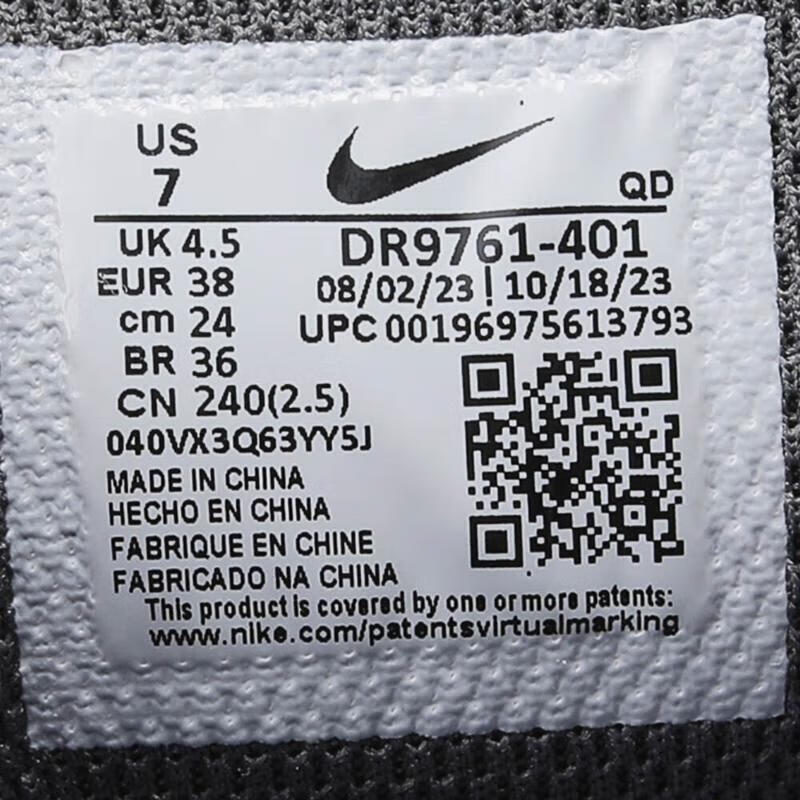 US
7
QD
UK 4.5
EUR 38
cm 24
BR 36
CN 240(2.5)
040VX3Q63YY5J
DR9761-401
08/02/23 | 10/18/23
UPC 00196975613793
MADE IN CHINA
HECHO EN CHINA
FABRIQUE EN CHINE
FABRICADO NA CHINA
This product is covered by one or more patents:
www.nike.com/patentsvirtualmarking